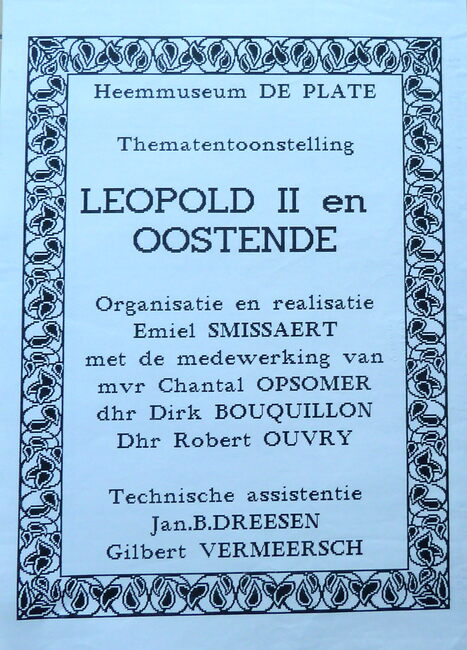 Heemmuseum DE PLATE
Thematentoonstelling
LEOPOLD II en
OOSTENDE
Organisatie en realisatie
Emiel SMISSAERT
met de medewerking van
mvr Chantal OPSOMER
dhr Dirk BOUQUILLON
Dhr Robert OUVRY
Technische assistentie
Jan.B.DREESEN
Gilbert VERMEERSCH